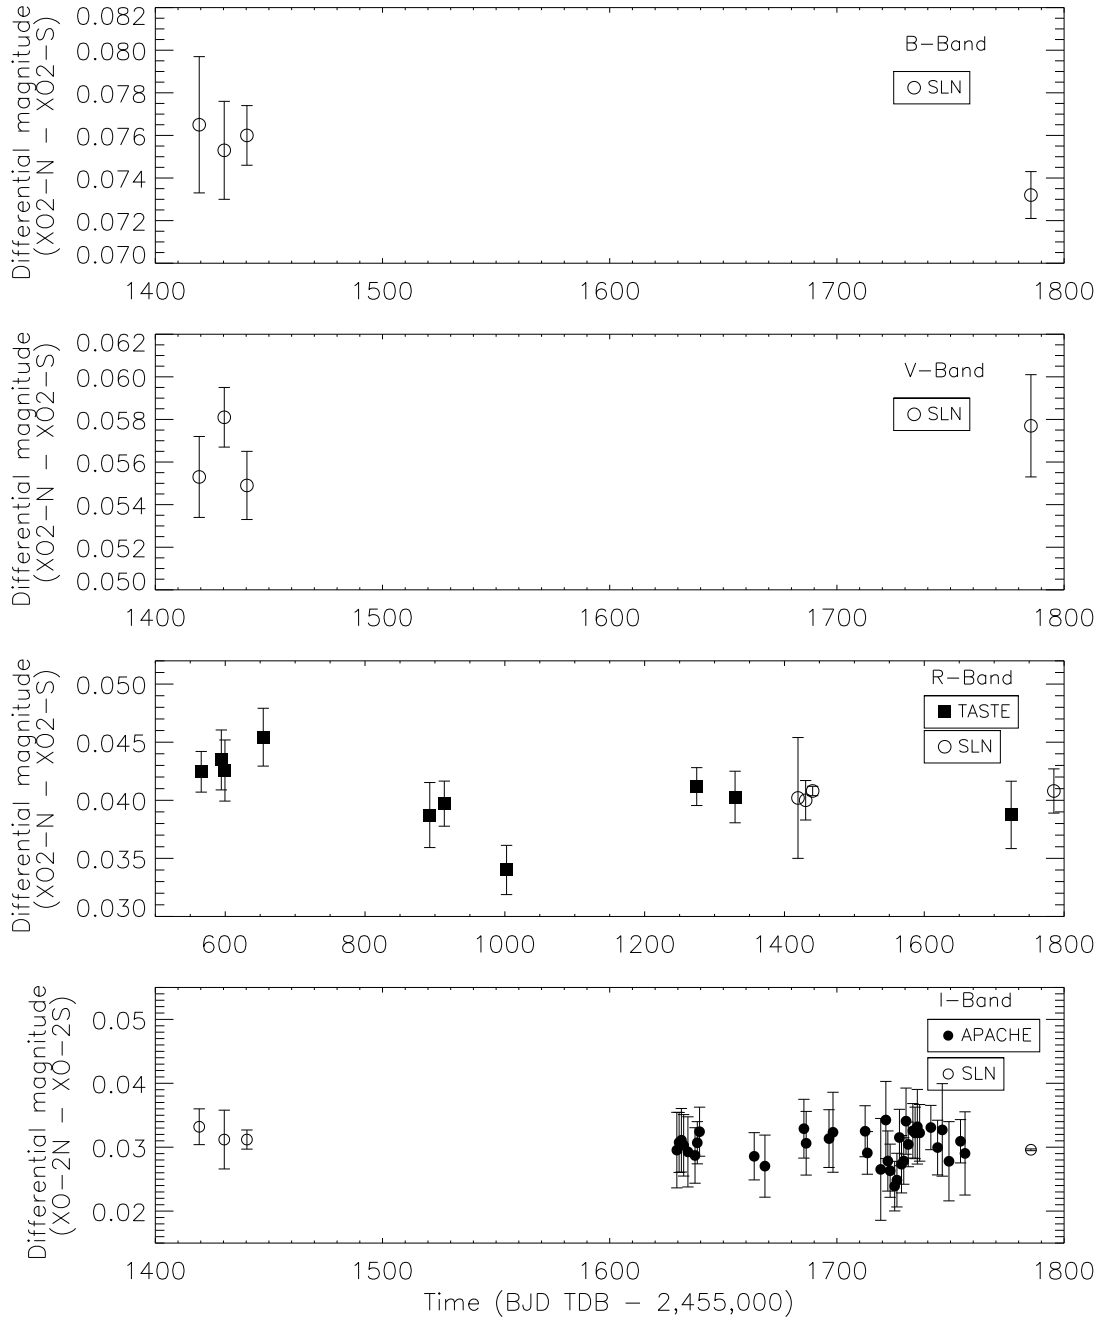 Differential magnitude
(XO2-N - XO2-S)
0.082
0.080
0.078
0.076
0.074
0.072
0.070
B-Band
SLN
1400 1500 1600 1700 1800
Differential magnitude
(XO2-N - XO2-S)
0.062
0.060
0.058
0.056
0.054
0.052
0.050
V-Band
SLN
1400 1500 1600 1700 1800
Differential magnitude
(XO2-N - XO2-S)
0.050
0.045
0.040
0.035
0.030
R-Band
TASTE
SLN
600 800 1000 1200 1400 1600 1800
Differential magnitude
(XO-2N - XO-2S)
0.05
0.04
0.03
0.02
I-Band
APACHE
SLN
1400 1500 1600 1700 1800
Time (BJD TDB - 2,455,000)